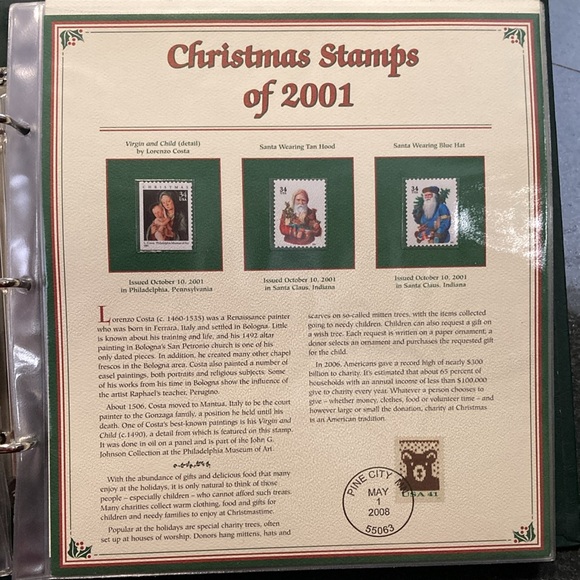 Christmas Stamps
of 2001
Virgin and Child (detail)
by Lorenzo Costa
Santa Wearing Tan Hood
Santa Wearing Blue Hat
CHRISTMAS
34
USA
34
34
Issued October 10, 2001
in Philadelphia, Pennsylvania
Issued October 10, 2001
in Santa Claus, Indiana
Issued October 10, 2001
in Santa Claus, Indiana
Lorenzo Costa (c. 1460-1535) was a Renaissance painter
who was born in Ferrara, Italy and settled in Bologna. Little
is known about his training and life, and his 1492 altar
painting in Bologna's San Petronio church is one of his
only dated pieces. In addition, he created many other chapel
frescos in the Bologna area. Costa also painted a number of
easel paintings, both portraits and religious subjects. Some
of his works from his time in Bologna show the influence of
the artist Raphael's teacher, Perugino.
About 1506, Costa moved to Mantua, Italy to be the court
painter to the Gonzaga family, a position he held until his
death. One of Costa's best-known paintings is his Virgin and
Child (c.1490), a detail from which is featured on this stamp.
It was done in oil on a panel and is part of the John G.
Johnson Collection at the Philadelphia Museum of Art.
With the abundance of gifts and delicious food that many
enjoy at the holidays, it is only natural to think of those
people – especially children – who cannot afford such treats.
Many charities collect warm clothing, food and gifts for
children and needy families to enjoy at Christmastime.
Popular at the holidays are special charity trees, often
set up at houses of worship. Donors hang mittens, hats and
scarves on so-called mitten trees, with the items collected
going to needy children. Children can also request a gift on
a wish tree. Each request is written on a paper ornament; a
donor selects an ornament and purchases the requested gift
for the child.
In 2006, Americans gave a record high of nearly $300
billion to charity. It's estimated that about 65 percent of
households with an annual income of less than $100,000
give to charity every year. Whatever a person chooses to
give – whether money, clothes, food or volunteer time – and
however large or small the donation, charity at Christmas
is an American tradition.
PINE CITY MN
MAY
1
2008
55063
USA 41